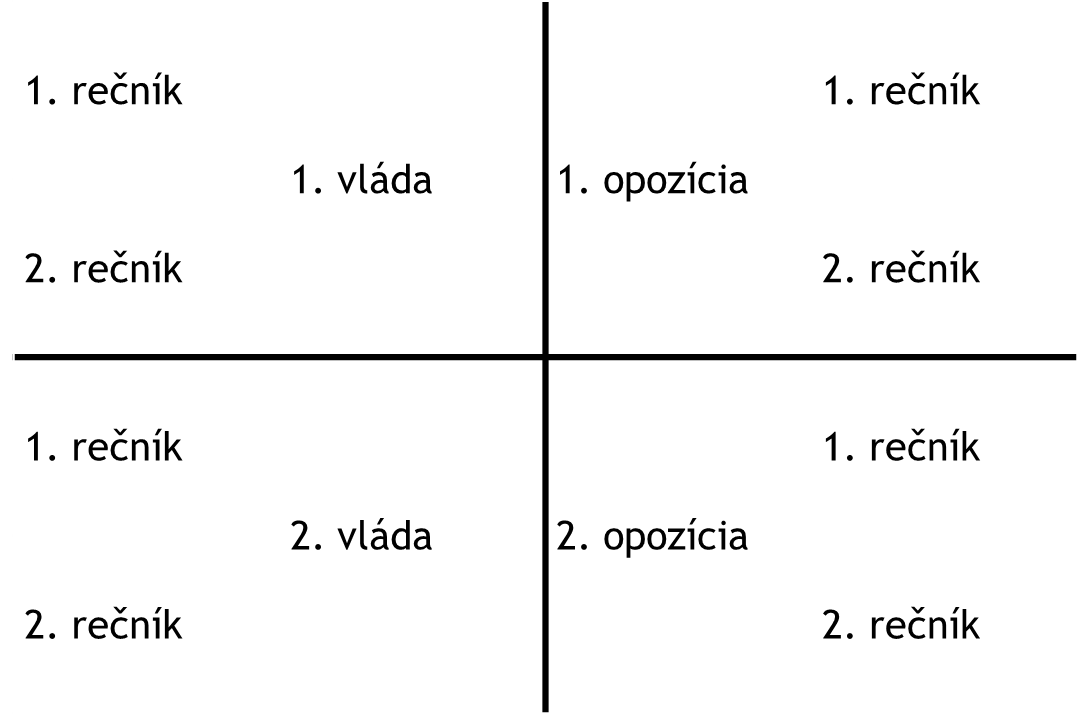 1. rečník
1. rečník
1. vláda
1. opozícia
2. rečník
2. rečník
1. rečník
1. rečník
2. vláda
2. opozícia
2. rečník
2. rečník